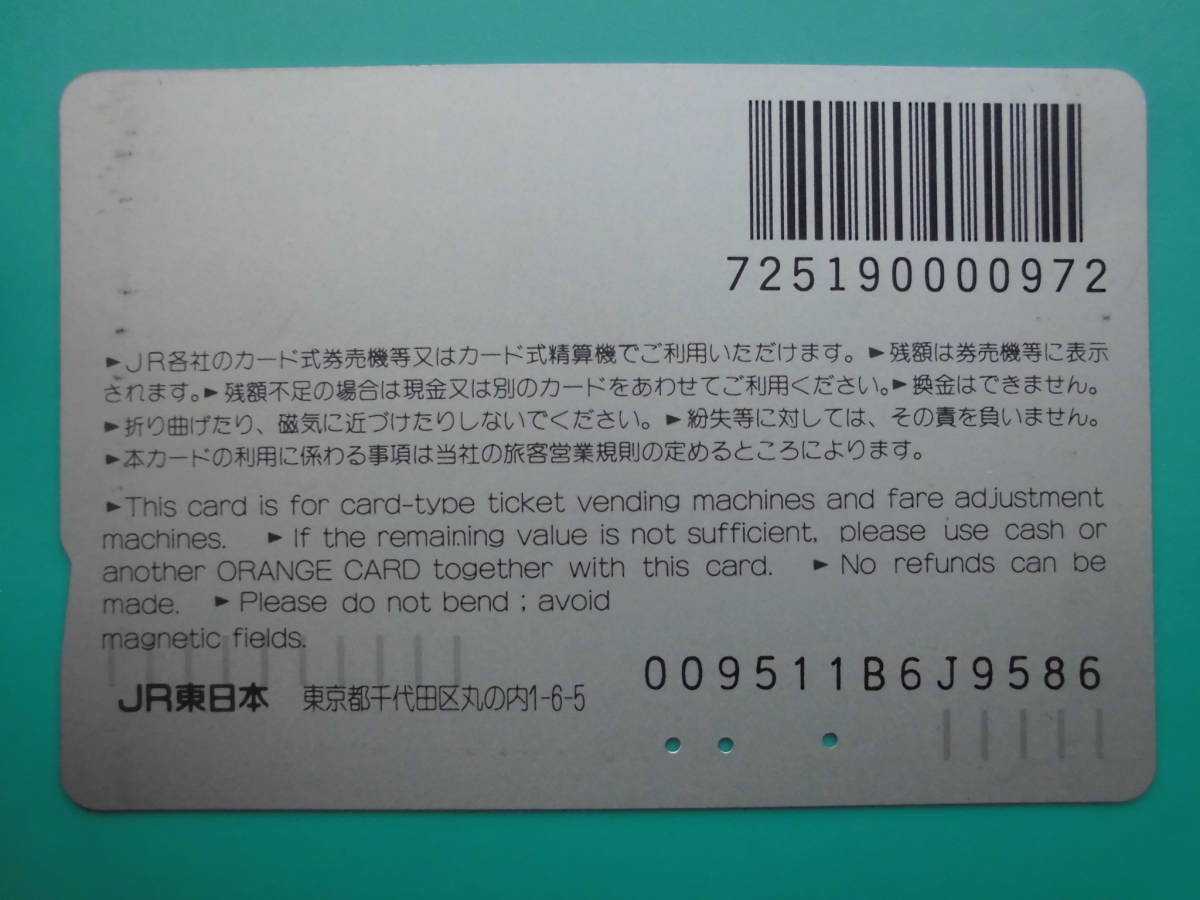 725190000972
►JR各社のカード式券売機等又はカード式精算機でご利用いただけます。►残額は券売機等に表示
されます。►残額不足の場合は現金又は別のカードをあわせてご利用ください。►換金はできません。
►折り曲げたり、磁気に近づけたりしないでください。►紛失等に対しては、その責を負いません。
►本カードの利用に係わる事項は当社の旅客営業規則の定めるところによります。
►This card is for card-type ticket vending machines and fare adjustment
machines. ►If the remaining value is not sufficient, please use cash or
another ORANGE CARD together with this card. ►No refunds can be
made. ►Please do not bend ; avoid
magnetic fields.
009511B6J9586
JR東日本 東京都千代田区丸の内1-6-5